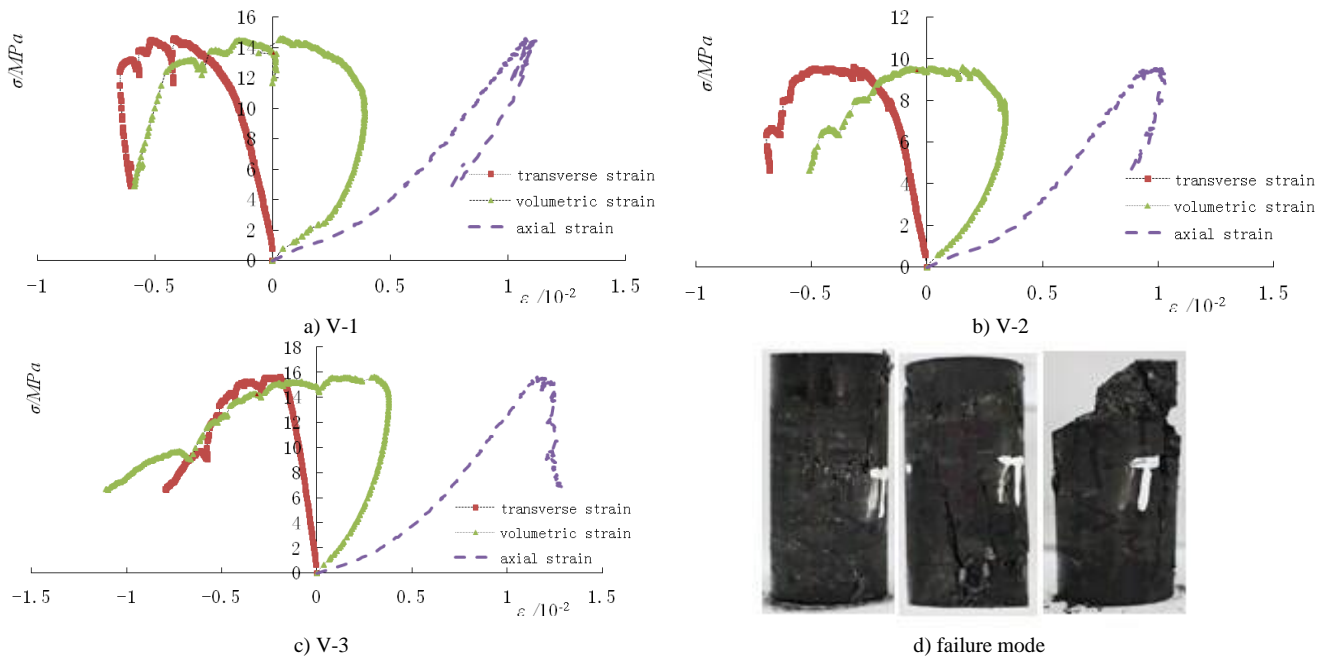 σ/MPa
16
14
12
10
8
6
4
2
0
-1
-0.5
0
0.5
1
1.5
ε /10-2
transverse strain
volumetric strain
axial strain
a) V-1
σ/MPa
12
10
8
6
4
2
0
-1
-0.5
0
0.5
1
1.5
ε /10-2
transverse strain
volumetric strain
axial strain
b) V-2
σ/MPa
18
16
14
12
10
8
6
4
2
0
-1.5
-1
-0.5
0
0.5
1
1.5
ε /10-2
transverse strain
volumetric strain
axial strain
c) V-3
d) failure mode